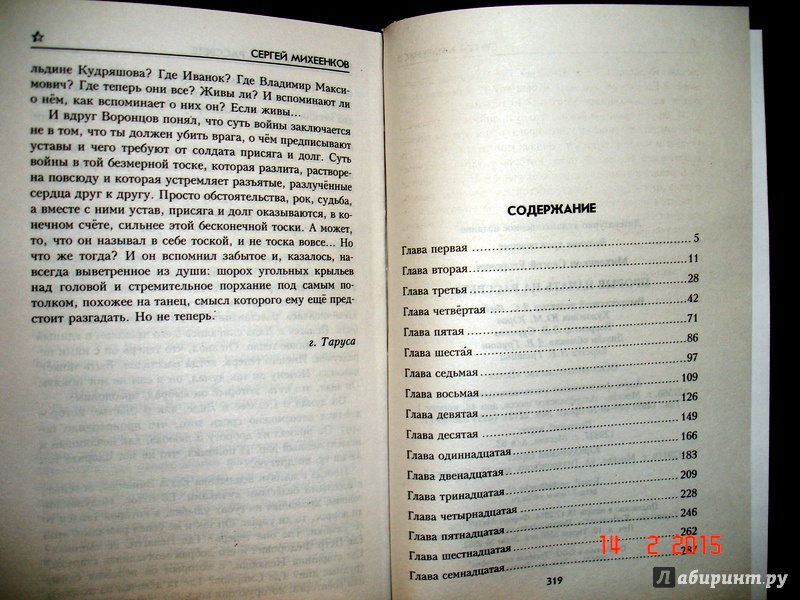 СЕРГЕЙ МИХЕЕНКОВ
льдине Кудряшова? Где Иванок? Где Владимир Макси-
мович? Где теперь они все? Живы ли? И вспоминают ли
о нём, как вспоминает о них он? Если живы...
И вдруг Воронцов понял, что суть войны заключается
не в том, что ты должен убить врага, о чём предписывают
уставы и чего требуют от солдата присяга и долг. Суть
войны в той безмерной тоске, которая разлита, растворе-
на повсюду и которая устремляет разъятые, разлучённые
сердца друг к другу. Просто обстоятельства, рок, судьба,
а вместе с ними устав, присяга и долг оказываются, в ко-
нечном счёте, сильнее этой бесконечной тоски. А может,
то, что он называл в себе тоской, и не тоска вовсе... Но
что же тогда? И он вспомнил забытое и, казалось, на-
всегда выветренное из души: шорох угольных крыльев
над головой и стремительное порхание под самым по-
толком, похожее на танец, смысл которого ему ещё пред-
стоит разгадать. Но не теперь.
г. Таруса
СОДЕРЖАНИЕ
Глава первая 5
Глава вторая 11
Глава третья 28
Глава четвёртая 42
Глава пятая 71
Глава шестая 86
Глава седьмая 97
Глава восьмая 109
Глава девятая 126
Глава десятая 149
Глава одиннадцатая 166
Глава двенадцатая 183
Глава тринадцатая 209
Глава четырнадцатая 228
Глава пятнадцатая 246
Глава шестнадцатая 262
Глава семнадцатая
319
14 2 2015
Лабиринт.ру